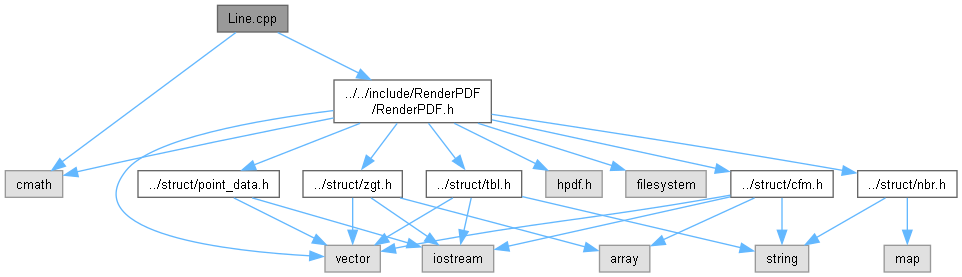 Line.cpp
../../include/RenderPDF
/RenderPDF.h
cmath
../struct/point_data.h
../struct/zgt.h
../struct/tbl.h
hpdf.h
filesystem
../struct/cfm.h
../struct/nbr.h
vector
iostream
array
string
map